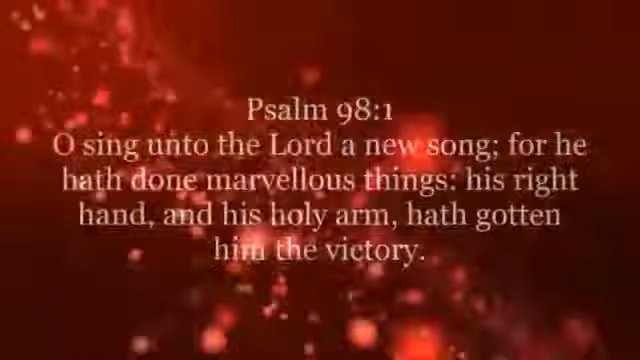 Psalm 98:1
O sing unto the Lord a new song; for he
hath done marvellous things: his right
hand, and his holy arm, hath gotten
him the victory.